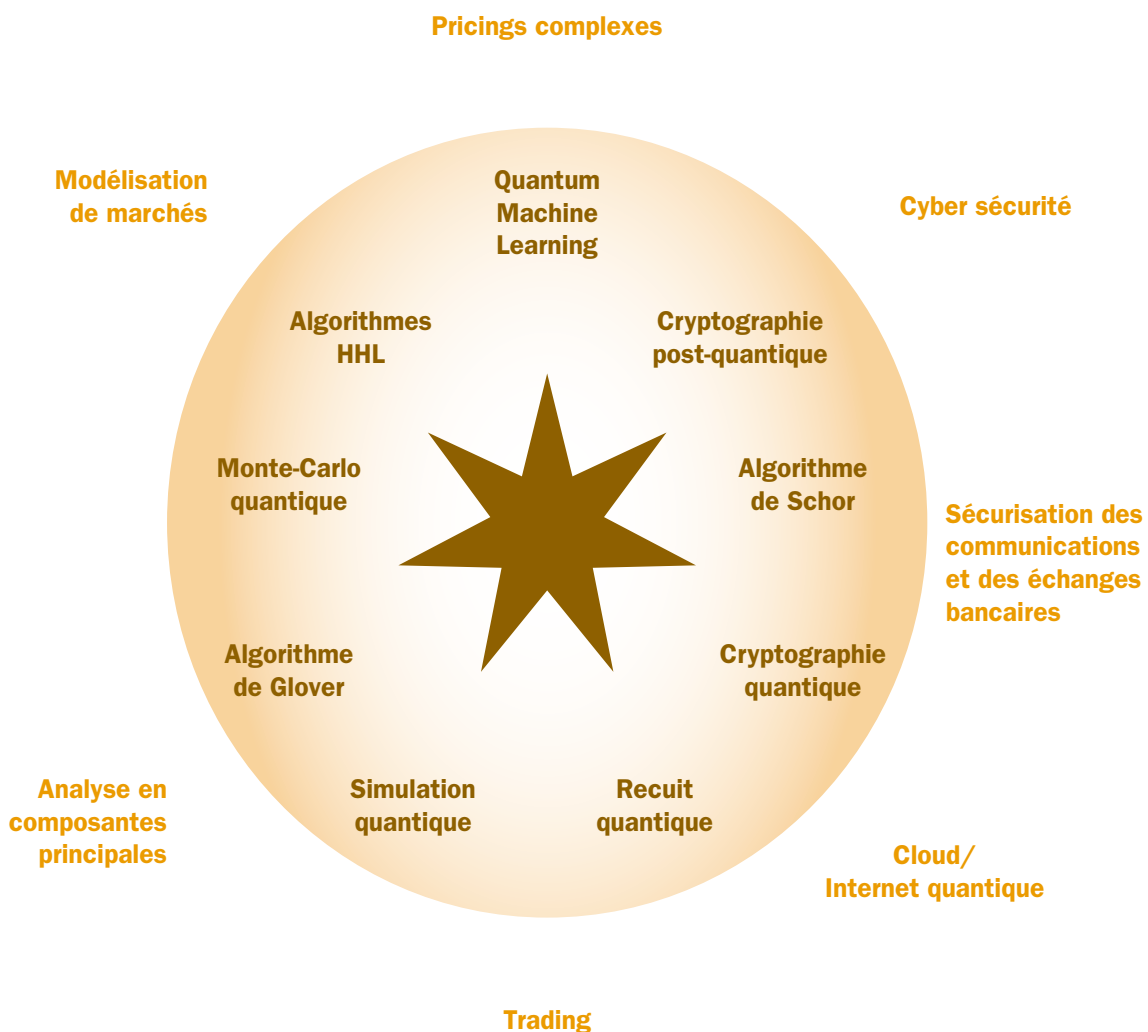 Pricings complexes
Modélisation
de marchés
Quantum
Machine
Learning
Cyber sécurité
Algorithmes
HHL
Cryptographie
post-quantique
Monte-Carlo
quantique
Algorithme
de Schor
Sécurisation des
communications
et des échanges
bancaires
Algorithme
de Glover
Cryptographie
quantique
Analyse en
composantes
principales
Simulation
quantique
Recuit
quantique
Cloud/
Internet quantique
Trading